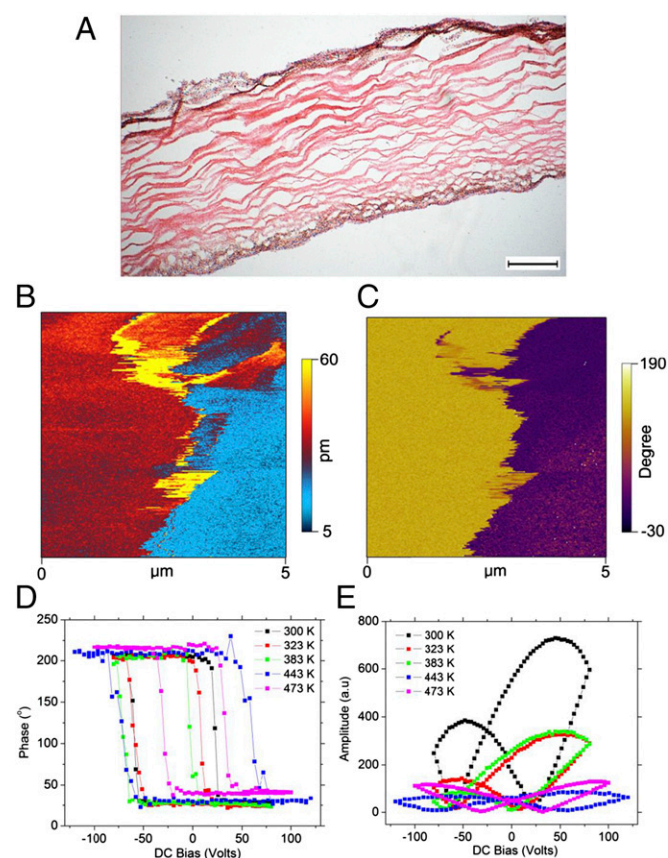 A
B
C
60
pm
5
0
µm
5
190
Degree
-30
0
µm
5
D
E
250
200
150
100
50
0
Phase (°)
300 K
323 K
383 K
443 K
473 K
-100
-50
0
50
100
DC Bias (Volts)
800
600
400
200
0
Amplitude (a.u)
300 K
323 K
383 K
443 K
473 K
-100
-50
0
50
100
DC Bias (Volts)